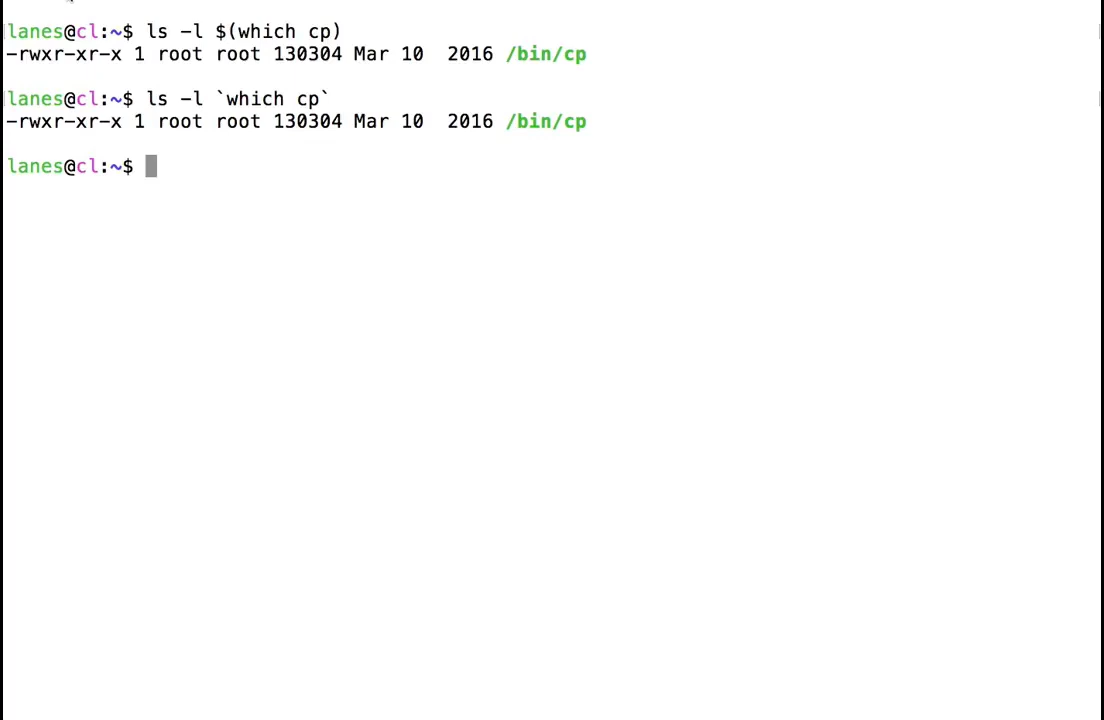 lanes@cl:~$ ls -l $(which cp)
-rwxr-xr-x 1 root root 130304 Mar 10  2016 /bin/cp
lanes@cl:~$ ls -l `which cp`
-rwxr-xr-x 1 root root 130304 Mar 10  2016 /bin/cp
lanes@cl:~$